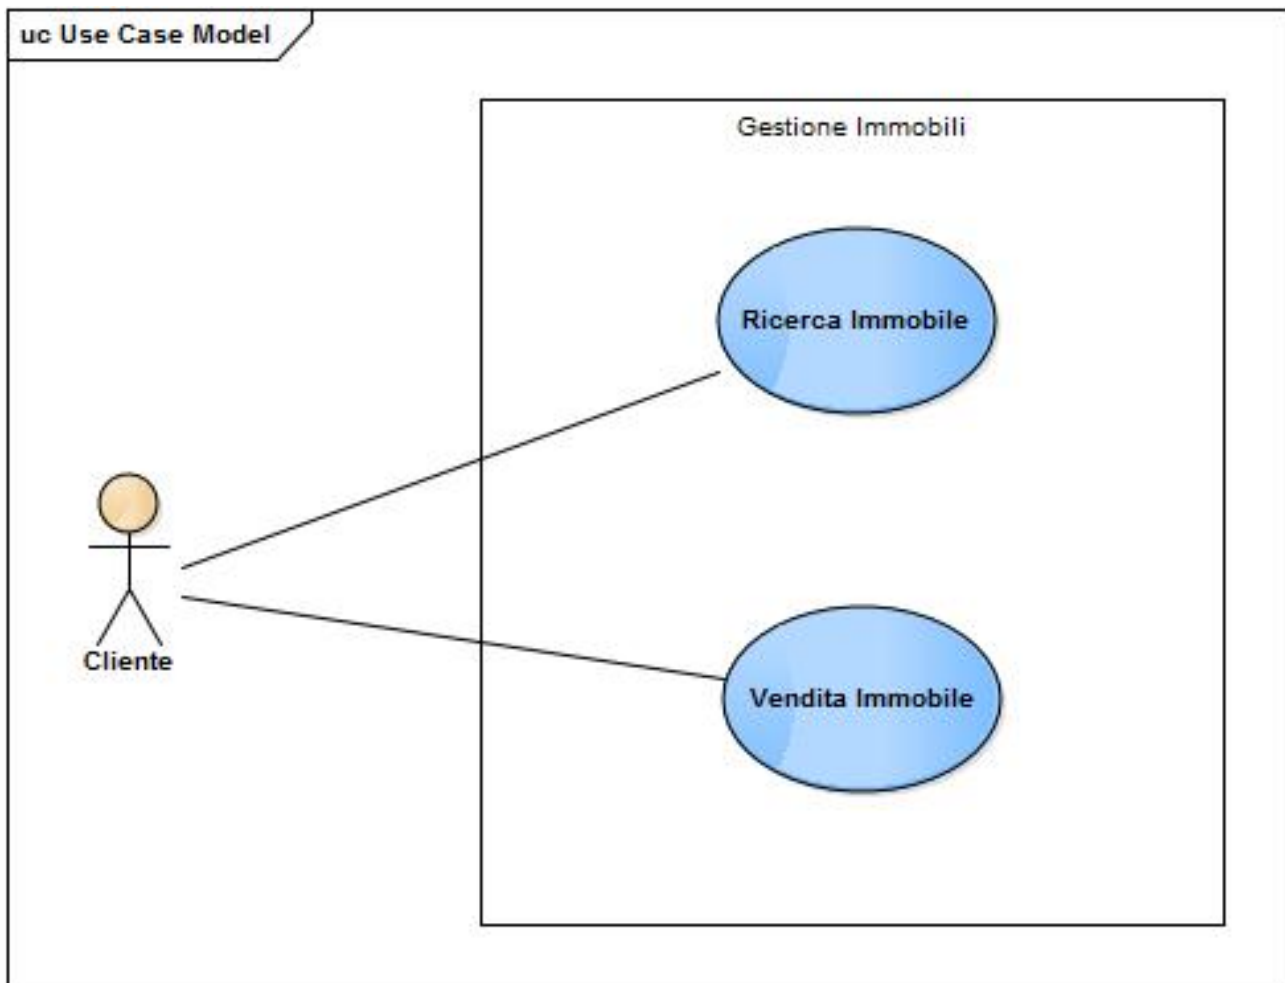 uc Use Case Model
Gestione Immobili
Ricerca Immobile
Cliente
Vendita Immobile